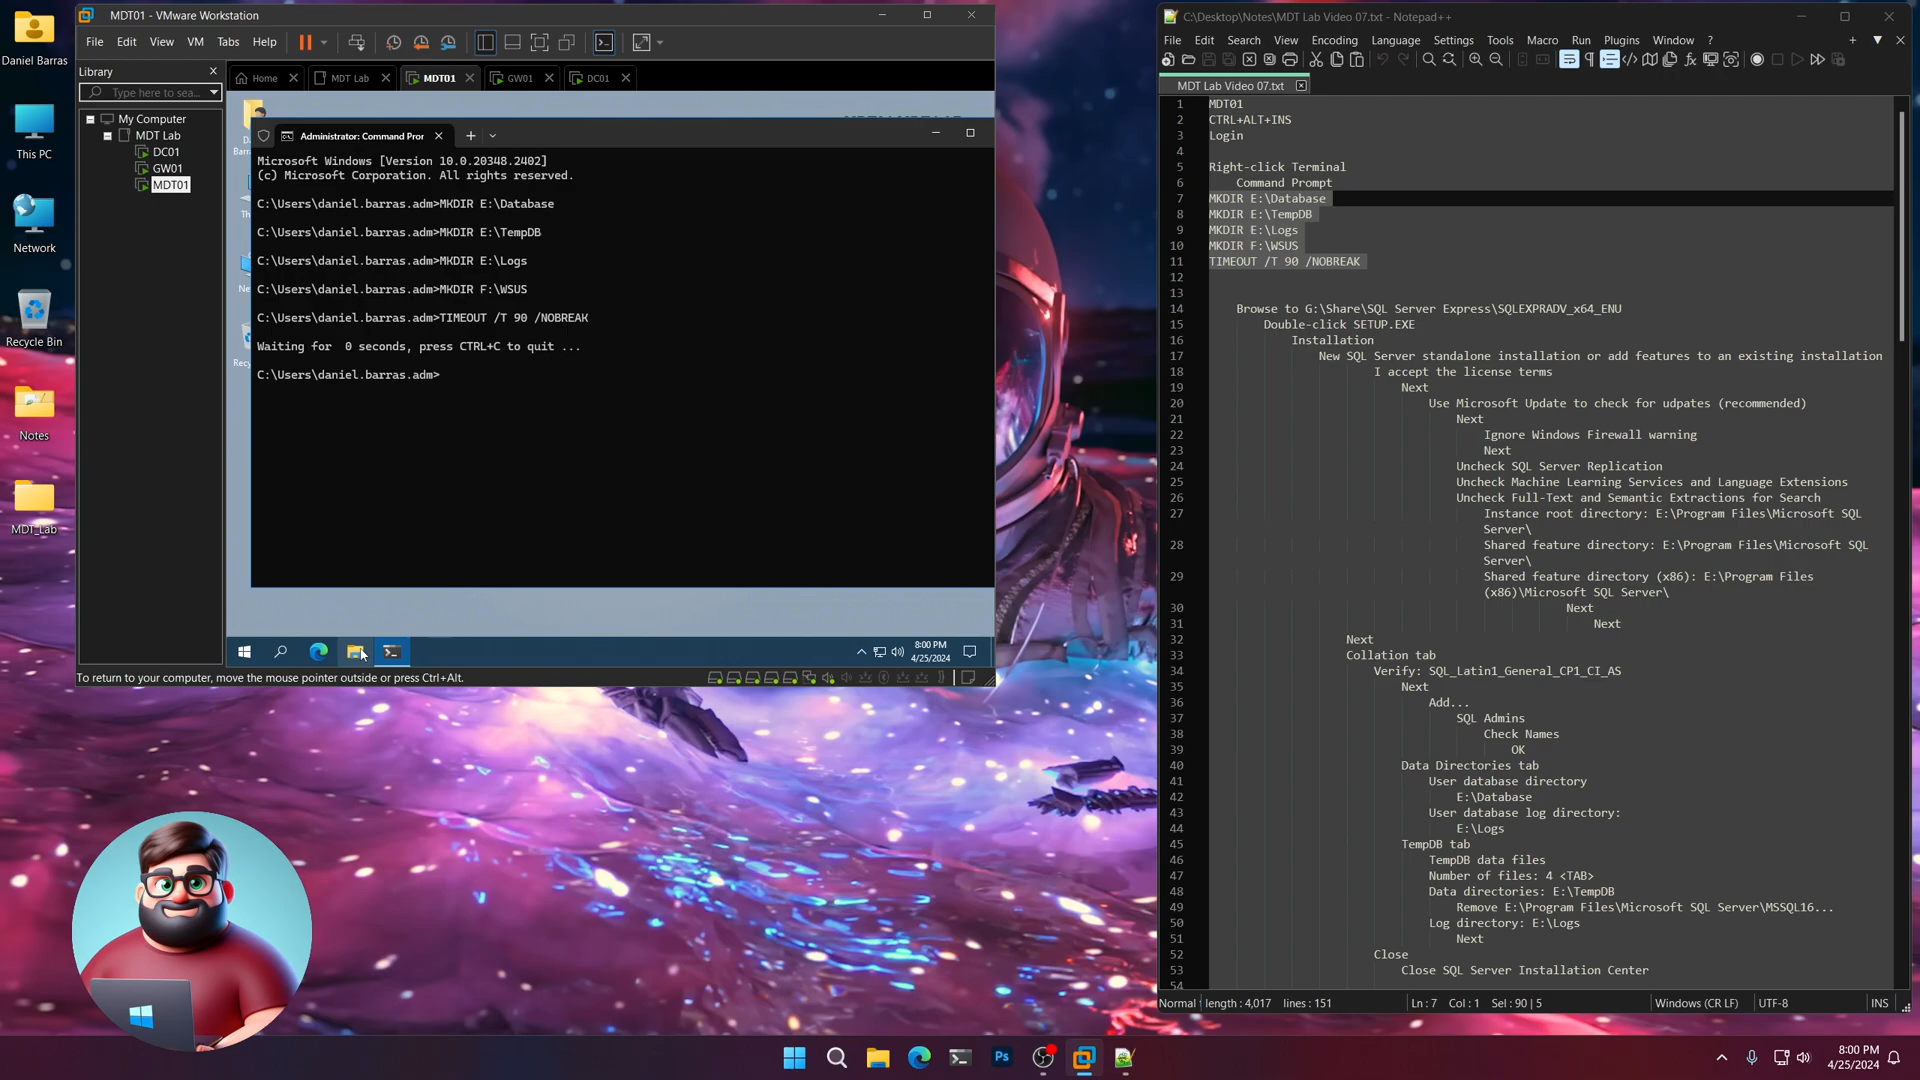 Daniel Barras
This PC
Network
Recycle Bin
Notes
MDT_Lab
MDT01 - VMware Workstation
File Edit View VM Tabs Help
Library
Type here to sea...
My Computer
MDT Lab
DC01
GW01
MDT01
Home
MDT Lab
MDT01
GW01
DC01
Administrator: Command Pror
Microsoft Windows [Version 10.0.20348.2402]
(c) Microsoft Corporation. All rights reserved.
C:\Users\daniel.barras.adm>MKDIR E:\Database
C:\Users\daniel.barras.adm>MKDIR E:\TempDB
C:\Users\daniel.barras.adm>MKDIR E:\Logs
C:\Users\daniel.barras.adm>MKDIR F:\WSUS
C:\Users\daniel.barras.adm>TIMEOUT /T 90 /NOBREAK
Waiting for  0 seconds, press CTRL+C to quit ...
C:\Users\daniel.barras.adm>
8:00 PM
4/25/2024
To return to your computer, move the mouse pointer outside or press Ctrl+Alt.
C:\Desktop\Notes\MDT Lab Video 07.txt - Notepad++
File Edit Search View Encoding Language Settings Tools Macro Run Plugins Window ?
MDT Lab Video 07.txt
1 MDT01
2 CTRL+ALT+INS
3 Login
4
5 Right-click Terminal
6 Command Prompt
7 MKDIR E:\Database
8 MKDIR E:\TempDB
9 MKDIR E:\Logs
10 MKDIR F:\WSUS
11 TIMEOUT /T 90 /NOBREAK
12
13
14 Browse to G:\Share\SQL Server Express\SQLEXPRADV_x64_ENU
15 Double-click SETUP.EXE
16 Installation
17 New SQL Server standalone installation or add features to an existing installation
18 I accept the license terms
19 Next
20 Use Microsoft Update to check for udpates (recommended)
21 Next
22 Ignore Windows Firewall warning
23 Next
24 Uncheck SQL Server Replication
25 Uncheck Machine Learning Services and Language Extensions
26 Uncheck Full-Text and Semantic Extractions for Search
27 Instance root directory: E:\Program Files\Microsoft SQL
Server\
28 Shared feature directory: E:\Program Files\Microsoft SQL
Server\
29 Shared feature directory (x86): E:\Program Files
(x86)\Microsoft SQL Server\
30 Next
31 Next
32 Next
33 Collation tab
34 Verify: SQL_Latin1_General_CP1_CI_AS
35 Next
36 Add...
37 SQL Admins
38 Check Names
39 OK
40 Data Directories tab
41 User database directory
42 E:\Database
43 User database log directory:
44 E:\Logs
45 TempDB tab
46 TempDB data files
47 Number of files: 4 <TAB>
48 Data directories: E:\TempDB
49 Remove E:\Program Files\Microsoft SQL Server\MSSQL16...
50 Log directory: E:\Logs
51 Next
52 Close
53 Close SQL Server Installation Center
54
Normal length : 4,017 lines : 151 Ln : 7 Col : 1 Sel : 90 | 5 Windows (CR LF) UTF-8 INS
Ps
8:00 PM
4/25/2024